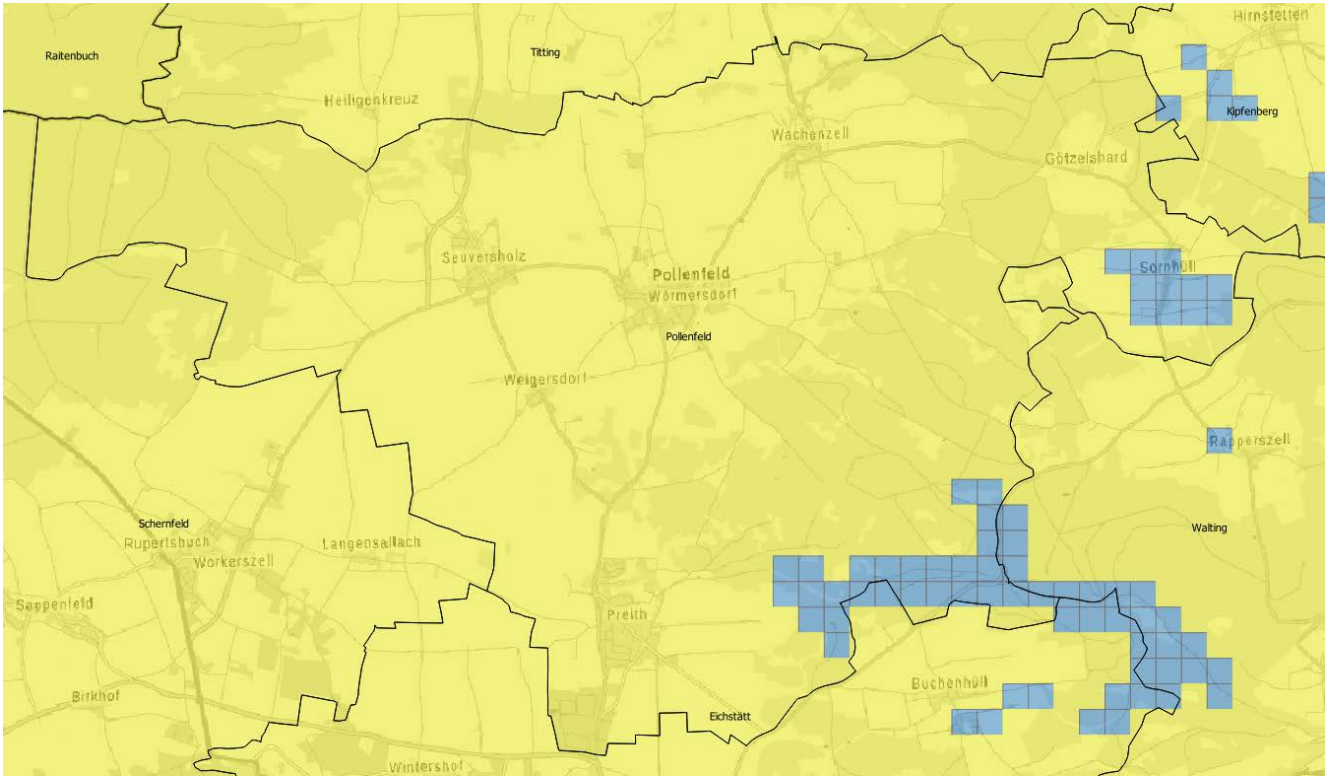 Hirnstetten
Raitenbuch
Titting
Heiligenkreuz
Kipfenberg
Wachenzell
Götzelshard
Seuversholz
Pollenfeld
Wörmersdorf
Sornhüll
Pollenfeld
Weigersdorf
Rapperszell
Schernfeld
Rupertsbuch
Workerszell
Langensallach
Walting
Sappenfeld
Preith
Buchenhüll
Birkhof
Eichstätt
Wintershof